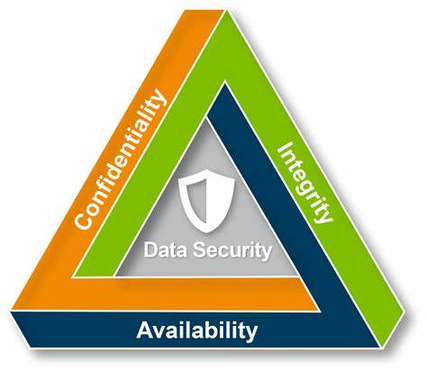 Confidentiality
Integrity
Data Security
Availability